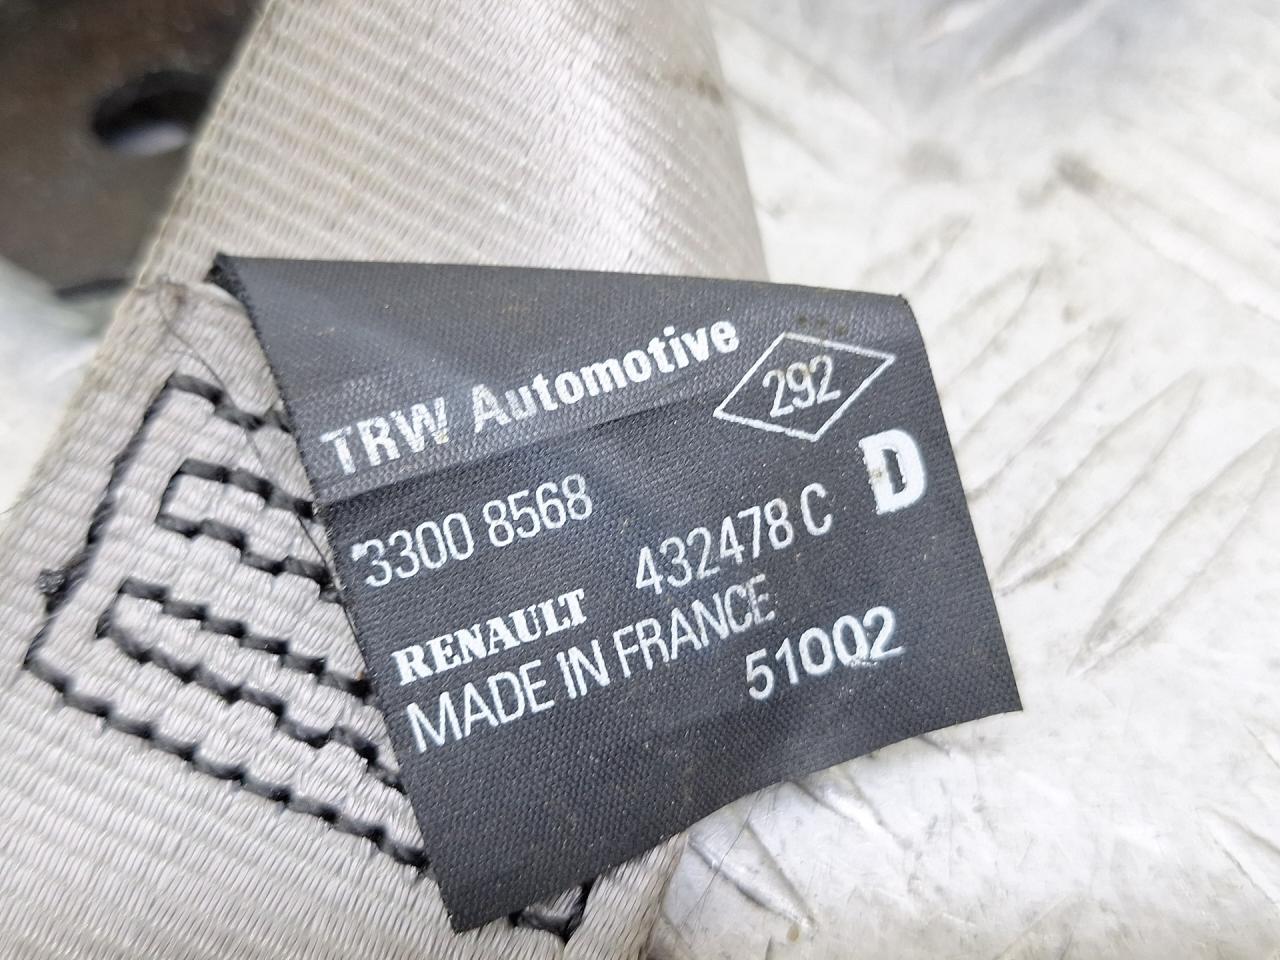 TRW Automotive
292
D
3300 8568
432478 C
RENAULT
MADE IN FRANCE
51002